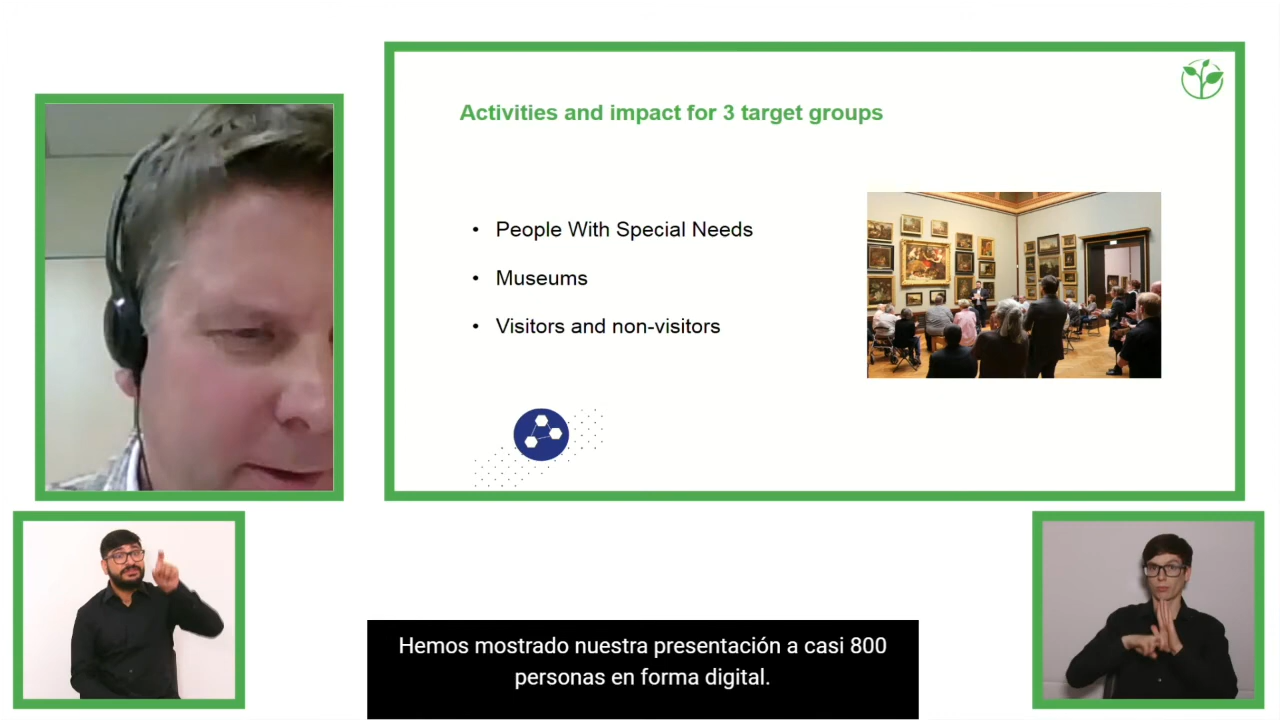 Activities and impact for 3 target groups
• People With Special Needs
• Museums
• Visitors and non-visitors
Hemos mostrado nuestra presentación a casi 800
personas en forma digital.